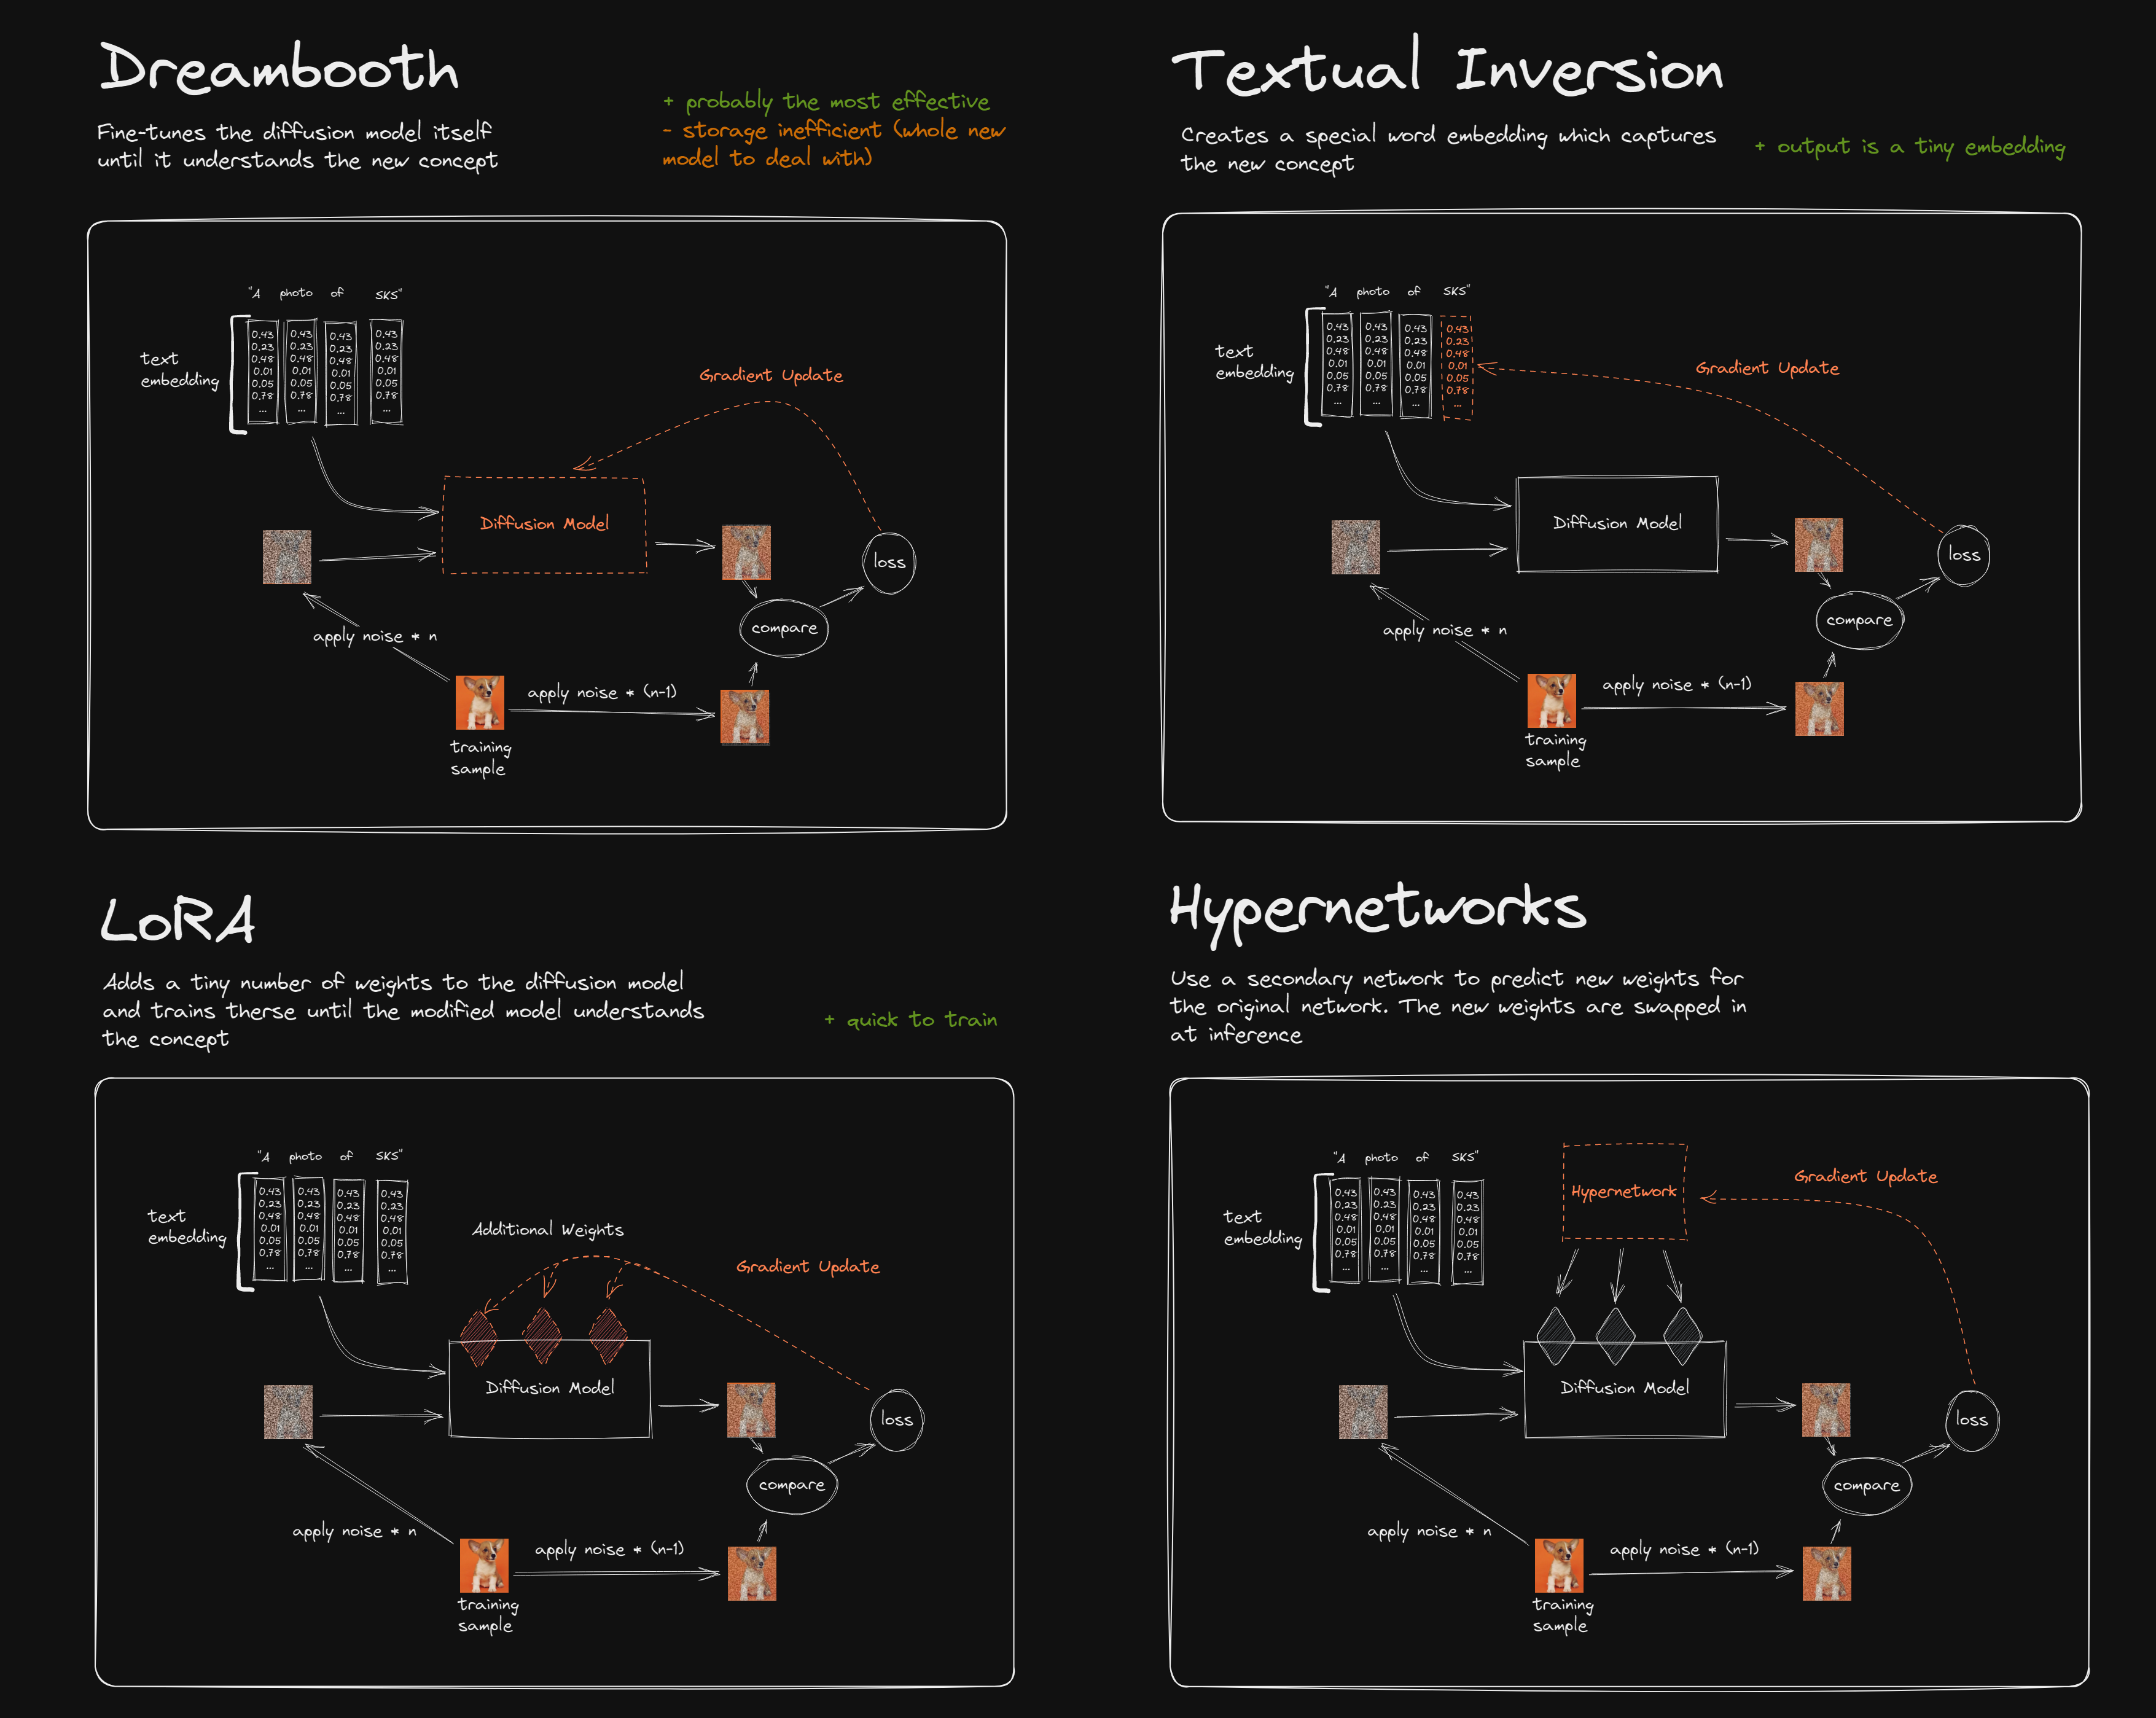 Dreambooth
Fine-tunes the diffusion model itself
until it understands the new concept
+ probably the most effective
- storage inefficient (whole new
model to deal with)
"A photo of SKS"
text
embedding
0.43 0.43 0.43 0.43
0.23 0.23 0.23 0.23
0.48 0.48 0.48 0.48
0.01 0.01 0.01 0.01
0.05 0.05 0.05 0.05
0.78 0.78 0.78 0.78
... ... ... ...
Gradient Update
Diffusion Model
loss
compare
apply noise * n
apply noise * (n-1)
training
sample
Textual Inversion
Creates a special word embedding which captures
the new concept
+ output is a tiny embedding
"A photo of SKS"
text
embedding
0.43 0.43 0.43 0.43
0.23 0.23 0.23 0.23
0.48 0.48 0.48 0.48
0.01 0.01 0.01 0.01
0.05 0.05 0.05 0.05
0.78 0.78 0.78 0.78
... ... ... ...
Gradient Update
Diffusion Model
loss
compare
apply noise * n
apply noise * (n-1)
training
sample
LoRA
Adds a tiny number of weights to the diffusion model
and trains therse until the modified model understands
the concept
+ quick to train
"A photo of SKS"
text
embedding
0.43 0.43 0.43 0.43
0.23 0.23 0.23 0.23
0.48 0.48 0.48 0.48
0.01 0.01 0.01 0.01
0.05 0.05 0.05 0.05
0.78 0.78 0.78 0.78
... ... ... ...
Additional Weights
Gradient Update
Diffusion Model
loss
compare
apply noise * n
apply noise * (n-1)
training
sample
Hypernetworks
Use a secondary network to predict new weights for
the original network. The new weights are swapped in
at inference
"A photo of SKS"
text
embedding
0.43 0.43 0.43 0.43
0.23 0.23 0.23 0.23
0.48 0.48 0.48 0.48
0.01 0.01 0.01 0.01
0.05 0.05 0.05 0.05
0.78 0.78 0.78 0.78
... ... ... ...
Hypernetwork
Gradient Update
Diffusion Model
loss
compare
apply noise * n
apply noise * (n-1)
training
sample